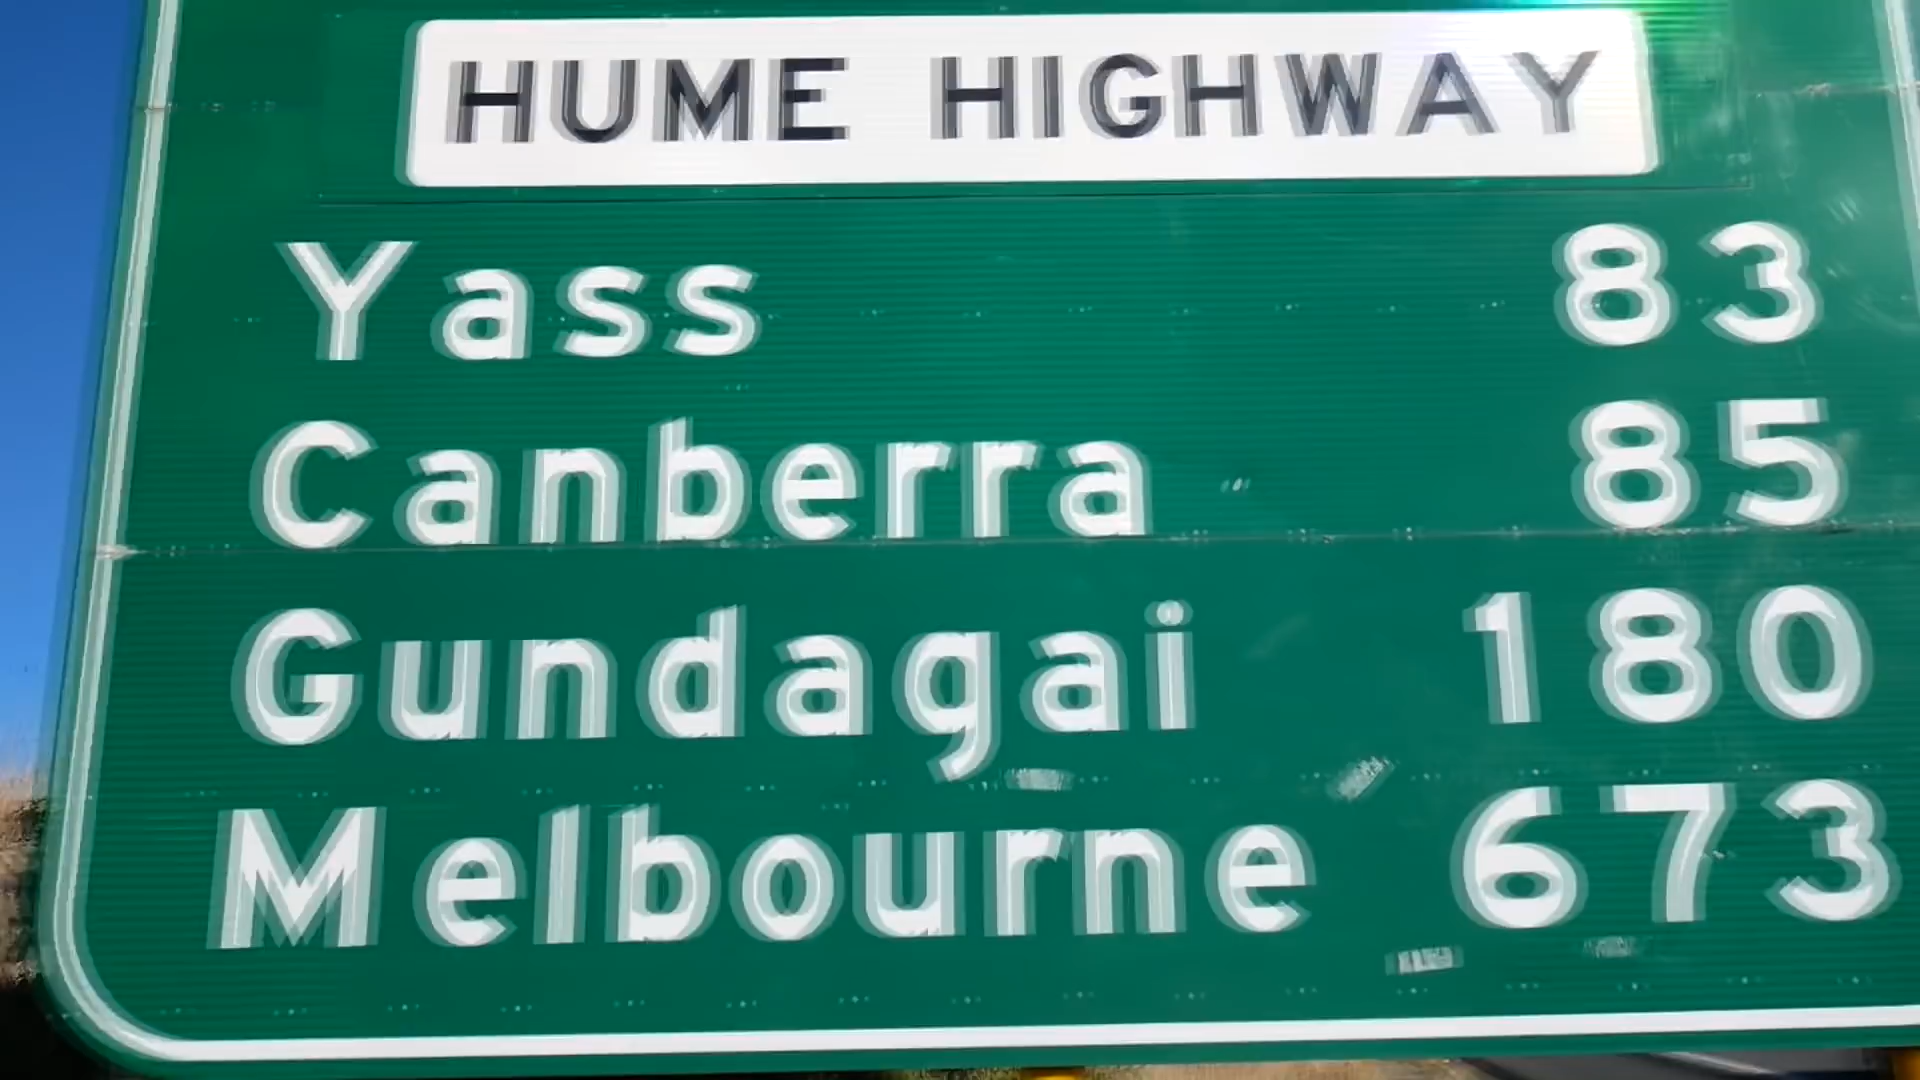 HUME HIGHWAY
Yass 83
Canberra 85
Gundagai 180
Melbourne 673